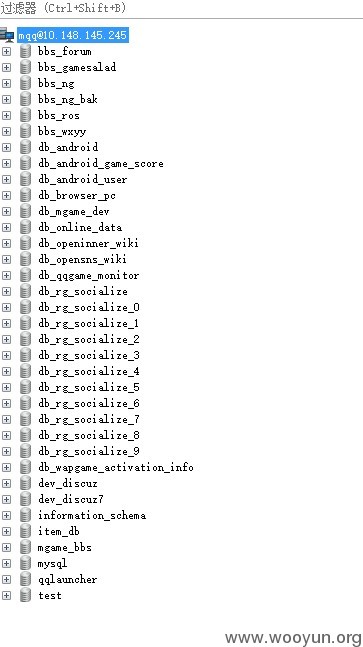 过滤器 (Ctrl+Shift+B)
mqq@10.148.145.245
bbs_forum
bbs_gamesalad
bbs_ng
bbs_ng_bak
bbs_ros
bbs_wxyy
db_android
db_android_game_score
db_android_user
db_browser_pc
db_mgame_dev
db_online_data
db_openinner_wiki
db_opensns_wiki
db_qqgame_monitor
db_rg_socialize
db_rg_socialize_0
db_rg_socialize_1
db_rg_socialize_2
db_rg_socialize_3
db_rg_socialize_4
db_rg_socialize_5
db_rg_socialize_6
db_rg_socialize_7
db_rg_socialize_8
db_rg_socialize_9
db_wapgame_activation_info
dev_discuz
dev_discuz7
information_schema
item_db
mgame_bbs
mysql
qqlauncher
test
www.wooyun.org